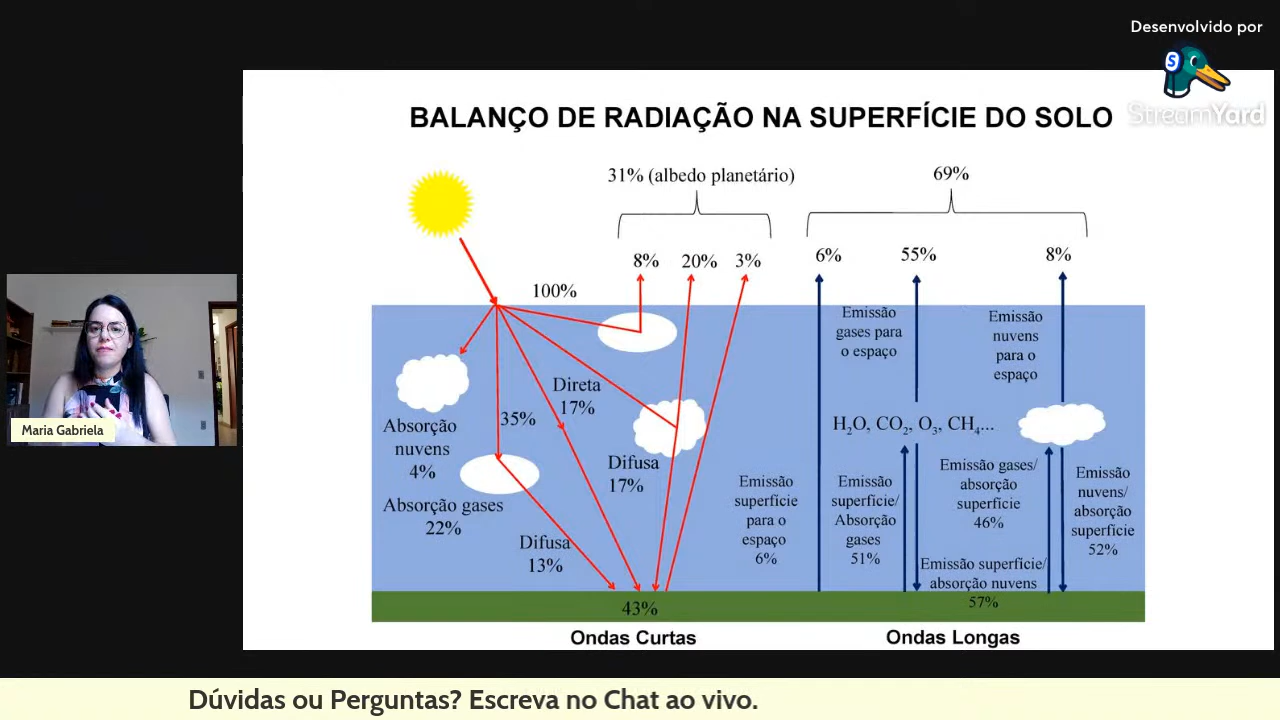 Desenvolvido por
StreamYard
BALANÇO DE RADIAÇÃO NA SUPERFÍCIE DO SOLO
31% (albedo planetário)
69%
8% 20% 3%
6% 55% 8%
100%
Emissão
gases para
o espaço
Emissão
nuvens
para o
espaço
Direta
17%
35%
Absorção
nuvens
4%
Difusa
17%
H₂O, CO₂, O₃, CH₄...
Absorção gases
22%
Difusa
13%
Emissão
superfície
para o
espaço
6%
Emissão
superfície/
Absorção
gases
51%
Emissão gases/
absorção
superfície
46%
Emissão
nuvens/
absorção
superfície
52%
Emissão superfície/
absorção nuvens
57%
43%
Ondas Curtas
Ondas Longas
Maria Gabriela
Dúvidas ou Perguntas? Escreva no Chat ao vivo.